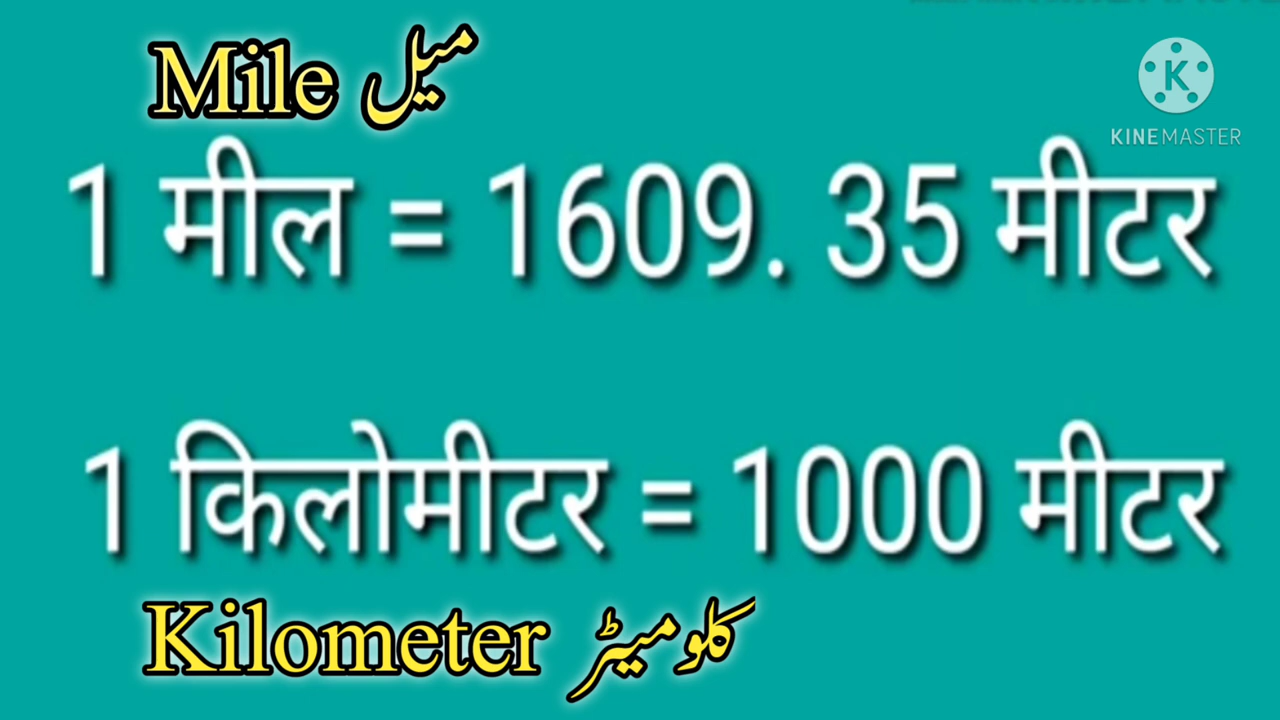 Mile میل
K
KINEMASTER
1 मील = 1609. 35 मीटर
1 किलोमीटर = 1000 मीटर
Kilometer کلومیٹر